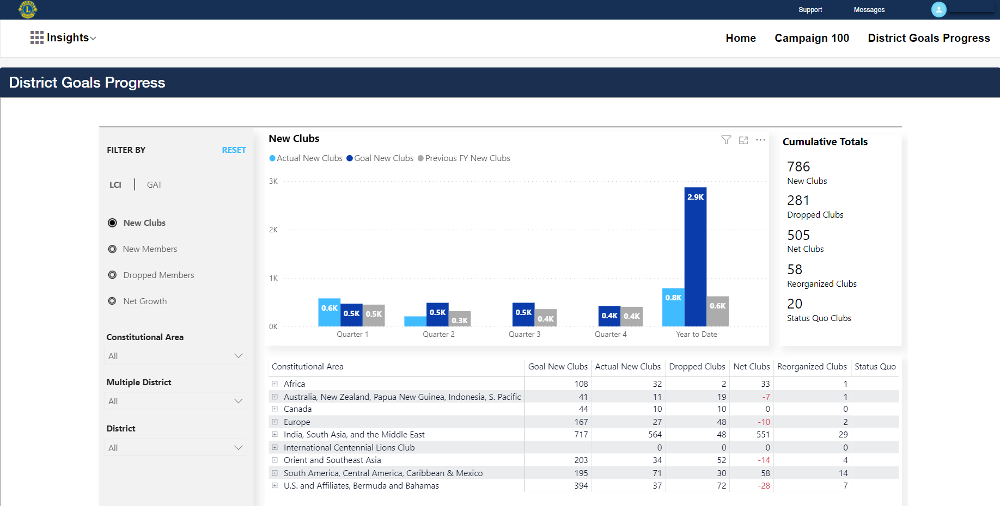 L
Support
Messages
Insights
Home
Campaign 100
District Goals Progress
District Goals Progress
FILTER BY
RESET
LCI
GAT
New Clubs
New Members
Dropped Members
Net Growth
Constitutional Area
All
Multiple District
All
District
All
New Clubs
Actual New Clubs
Goal New Clubs
Previous FY New Clubs
3K
2K
1K
0K
0.6K
0.5K
0.5K
0.5K
0.3K
0.5K
0.4K
0.4K
0.4K
0.8K
2.9K
0.6K
Quarter 1
Quarter 2
Quarter 3
Quarter 4
Year to Date
Cumulative Totals
786
New Clubs
281
Dropped Clubs
505
Net Clubs
58
Reorganized Clubs
20
Status Quo Clubs
Constitutional Area Goal New Clubs Actual New Clubs Dropped Clubs Net Clubs Reorganized Clubs Status Quo
Africa 108 32 2 33 1
Australia, New Zealand, Papua New Guinea, Indonesia, S. Pacific 41 11 19 -7 1
Canada 44 10 10 0 0
Europe 167 27 48 -10 2
India, South Asia, and the Middle East 717 564 48 551 29
International Centennial Lions Club 0 0 0 0
Orient and Southeast Asia 203 34 52 -14 4
South America, Central America, Caribbean & Mexico 195 71 30 58 14
U.S. and Affiliates, Bermuda and Bahamas 394 37 72 -28 7